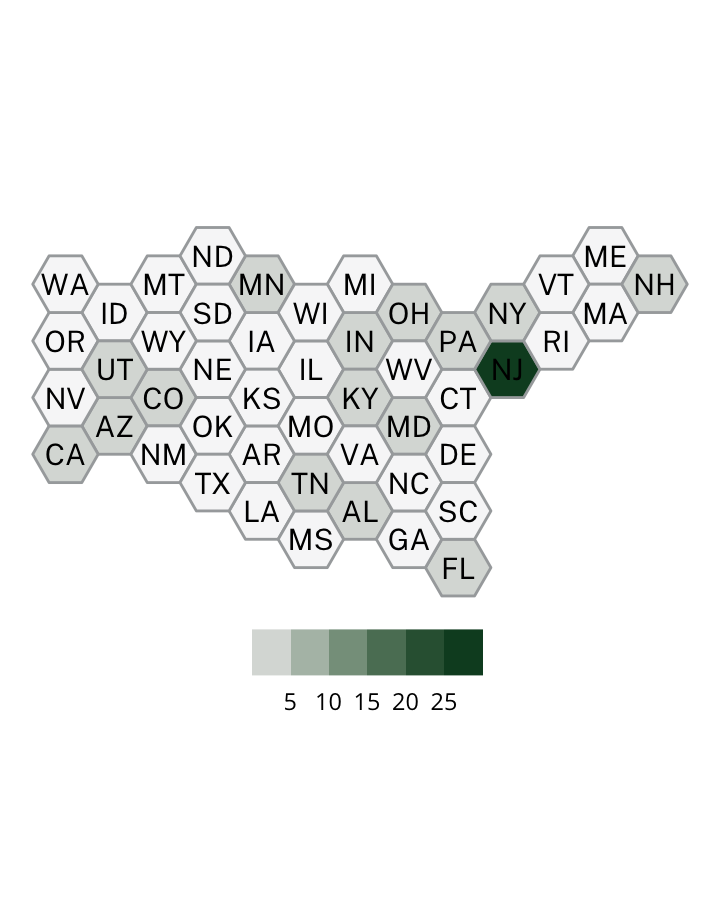 ND
WA MT MN MI ME NH
VT
ID SD WI OH NY MA
OR WY IA IN PA RI
UT NE IL WV NJ
NV CO KS KY CT
AZ OK MO MD
CA NM AR VA DE
TX TN NC
LA AL SC
MS GA
FL
5 10 15 20 25